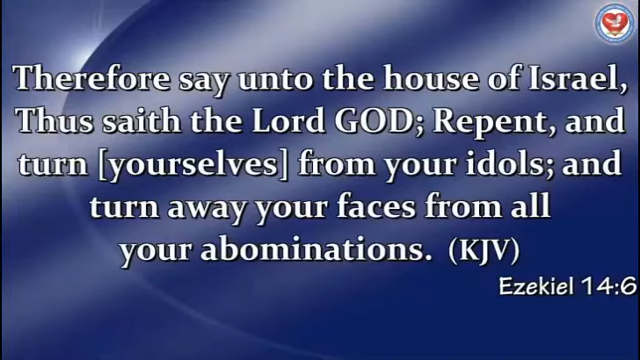 Therefore say unto the house of Israel,
Thus saith the Lord GOD; Repent, and
turn [yourselves] from your idols; and
turn away your faces from all
your abominations. (KJV)
Ezekiel 14:6